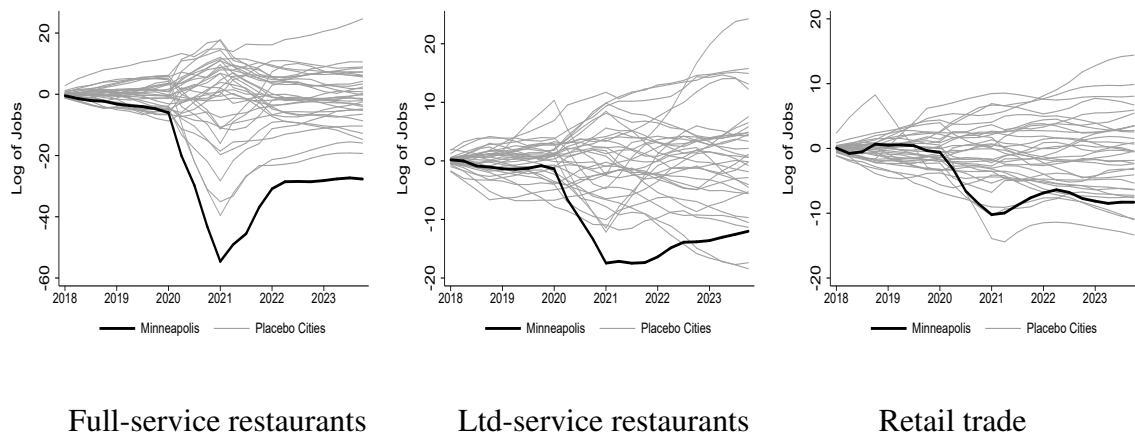 20
0
-20
-40
-60
Log of Jobs
2018 2019 2020 2021 2022 2023
Minneapolis Placebo Cities
20
10
0
-10
-20
Log of Jobs
2018 2019 2020 2021 2022 2023
Minneapolis Placebo Cities
20
10
0
-10
-20
Log of Jobs
2018 2019 2020 2021 2022 2023
Minneapolis Placebo Cities
Full-service restaurants Ltd-service restaurants Retail trade